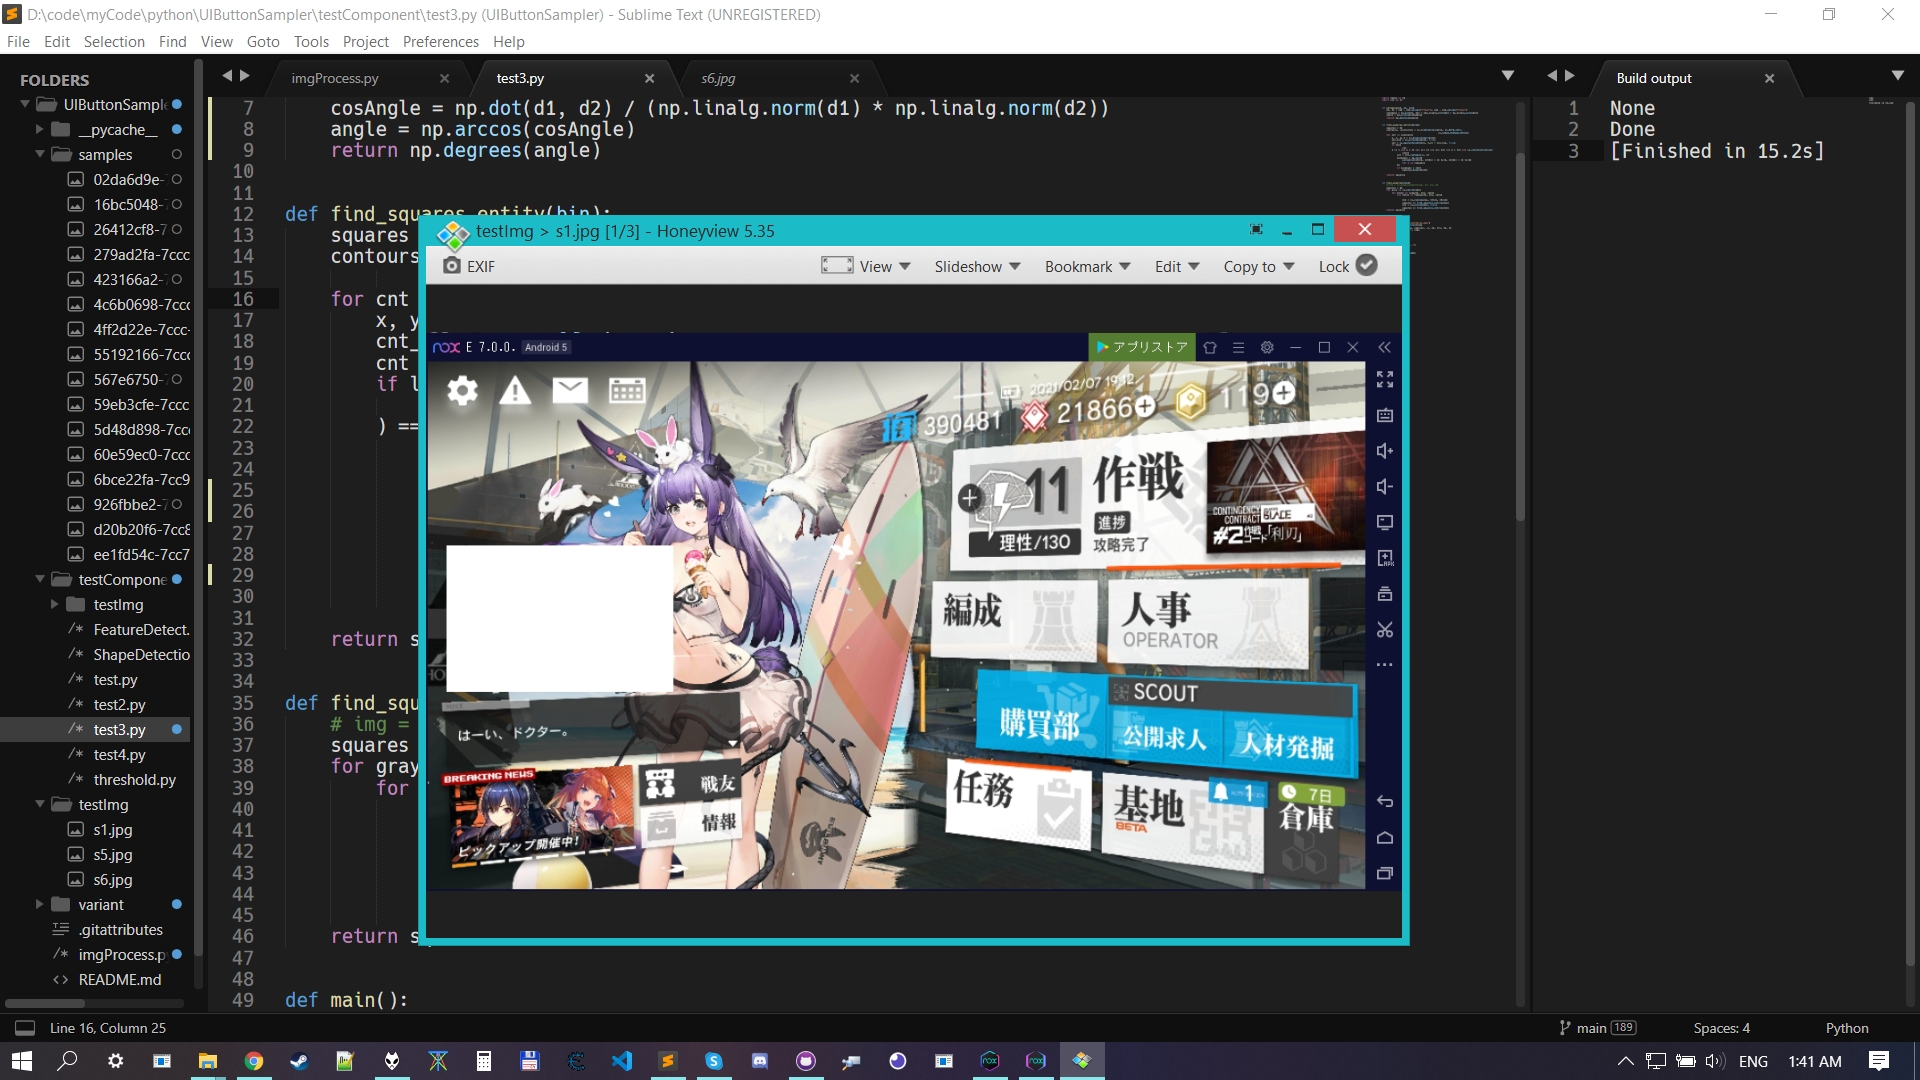 D:\code\myCode\python\UIButtonSampler\testComponent\test3.py (UIButtonSampler) - Sublime Text (UNREGISTERED)
File Edit Selection Find View Goto Tools Project Preferences Help
FOLDERS
UIButtonSample
__pycache__
samples
02da6d9e-
16bc5048-
26412cf8-7
279ad2fa-7ccc
423166a2-
4c6b0698-7ccc
4ff2d22e-7ccc-
55192166-7ccc
567e6750-
59eb3cfe-7ccc
5d48d898-7ccc
60e59ec0-7ccc
6bce22fa-7cc9
926fbbe2-7
d20b20f6-7cc8
ee1fd54c-7cc7
testCompone
testImg
FeatureDetect.
ShapeDetectio
test.py
test2.py
test3.py
test4.py
threshold.py
testImg
s1.jpg
s5.jpg
s6.jpg
variant
.gitattributes
imgProcess.p
README.md
imgProcess.py
test3.py
s6.jpg
7 cosAngle = np.dot(d1, d2) / (np.linalg.norm(d1) * np.linalg.norm(d2))
8 angle = np.arccos(cosAngle)
9 return np.degrees(angle)
10
11
12 def find_squares_entity(bin):
13 squares
14 contours
15
16 for cnt
17 x, y
18 cnt_
19 cnt
20 if l
21
22 ) ==
23
24
25
26
27
28
29
30
31
32 return s
33
34
35 def find_squ
36 # img =
37 squares
38 for gray
39 for
40
41
42
43
44
45
46 return s
47
48
49 def main():
Build output
1 None
2 Done
3 [Finished in 15.2s]
testImg > s1.jpg [1/3] - Honeyview 5.35
EXIF View Slideshow Bookmark Edit Copy to Lock
nox E 7.0.0. Android 5 アプリストア
2021/02/07 19:12
390481 21866 119
11
理性/130
作戦
進捗
攻略完了
CONTINGENCY
CONTRACT BLADE
#2 作戦コード「利刃」
編成
人事
OPERATOR
購買部
SCOUT
公開求人
人材発掘
任務
基地
BETA
1
7日
倉庫
はーい、ドクター。
BREAKING NEWS
ピックアップ開催中!
戦友
情報
Line 16, Column 25
main 189
Spaces: 4
Python
ENG 1:41 AM